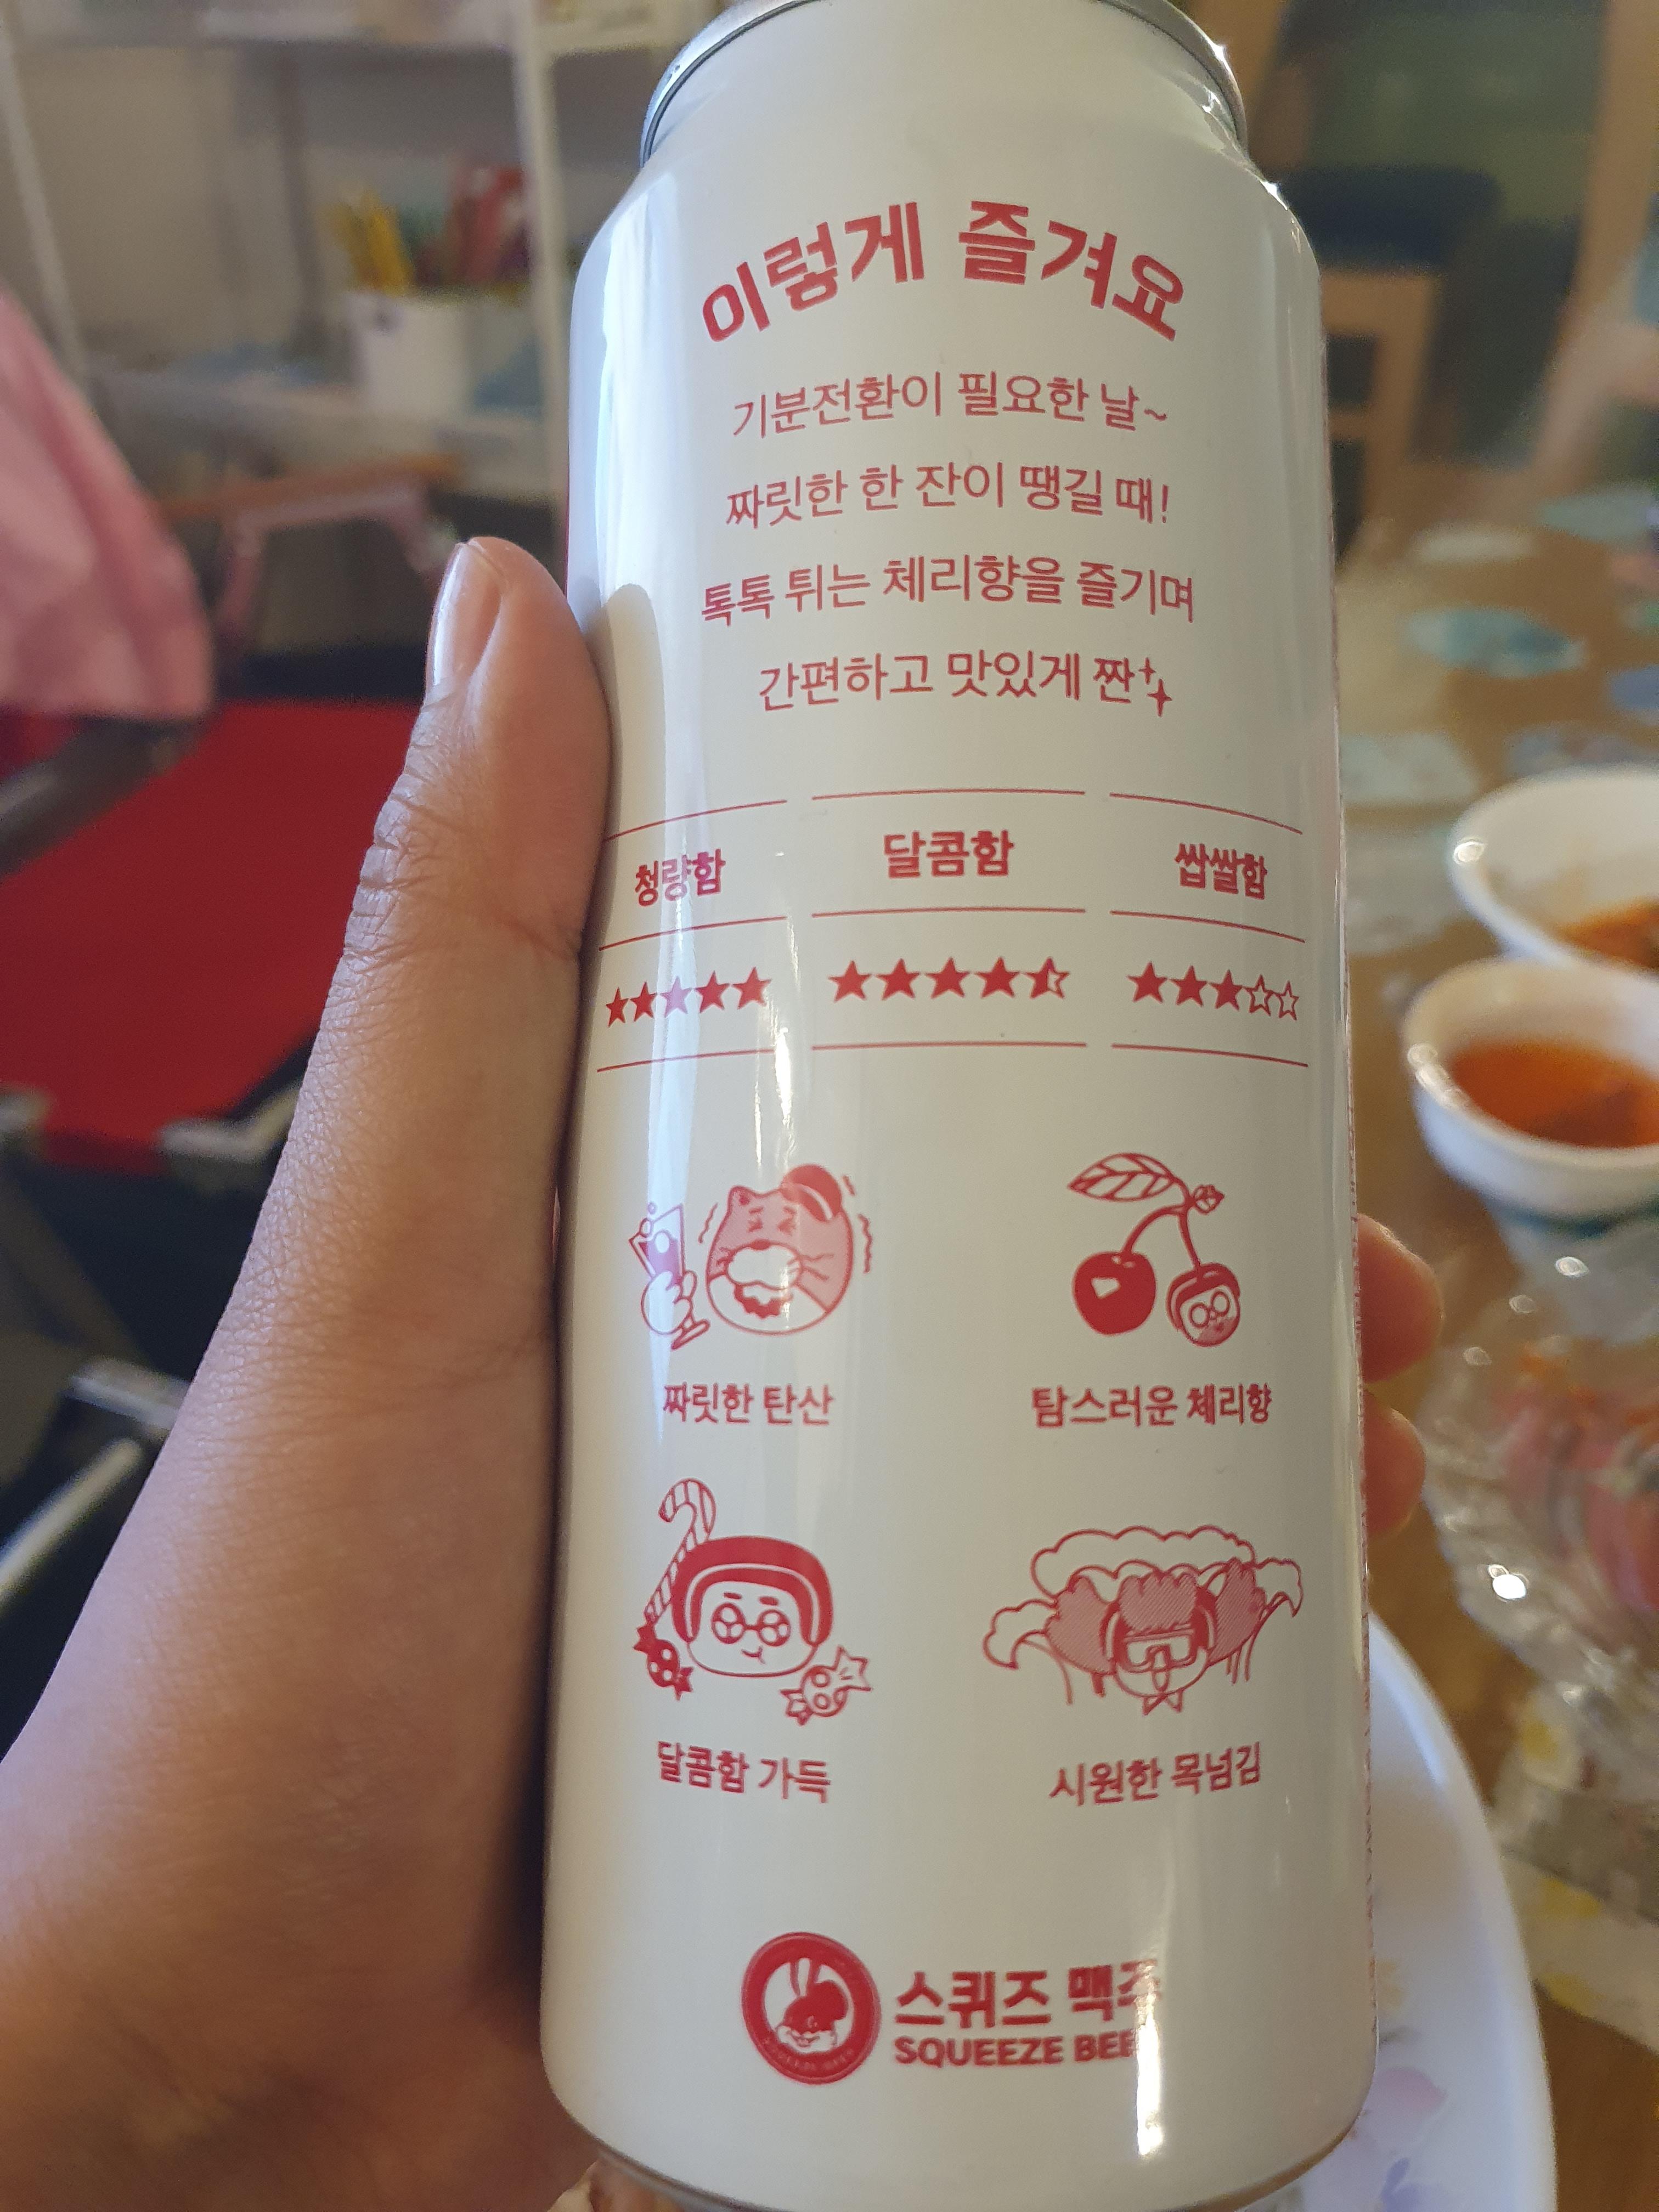 이렇게 즐겨요
기분전환이 필요한 날~
짜릿한 한 잔이 땡길 때!
톡톡 튀는 체리향을 즐기며
간편하고 맛있게 짠
청량함 달콤함 쌉쌀함
★★★★★ ★★★★⯪ ★★★☆☆
짜릿한 탄산 탐스러운 체리향
달콤함 가득 시원한 목넘김
스퀴즈 맥주
SQUEEZE BEER